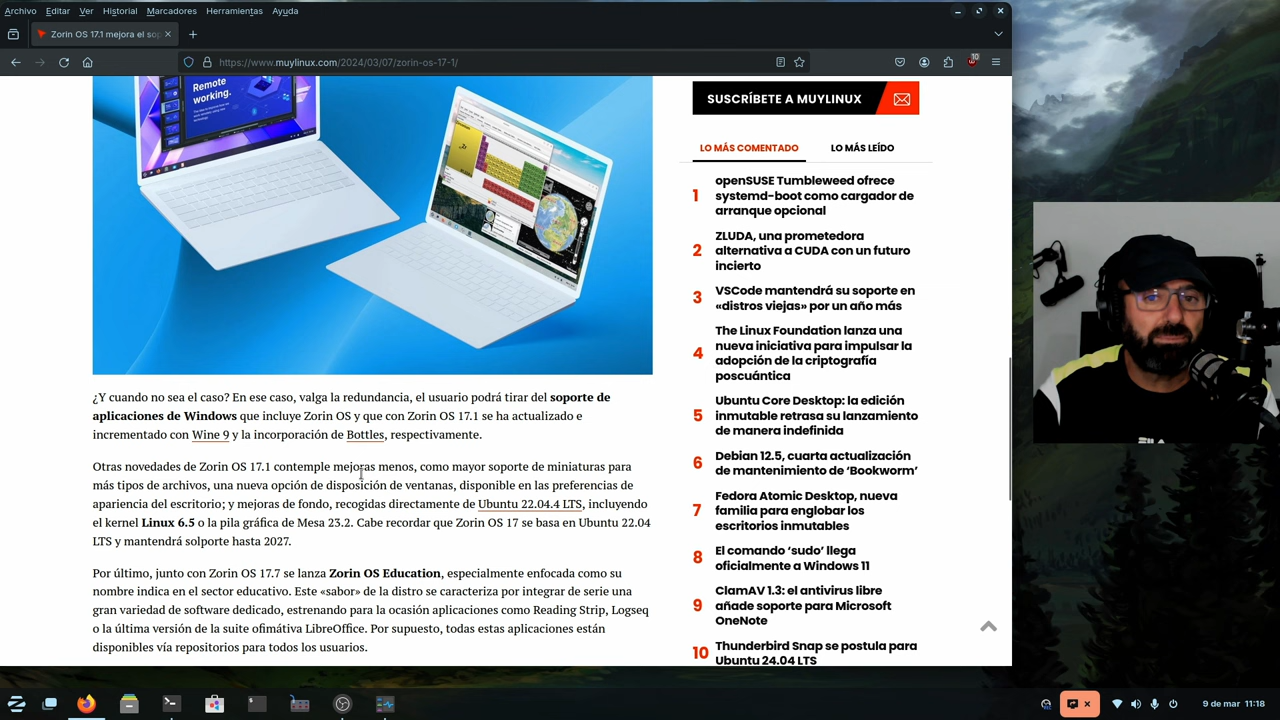 Archivo Editar Ver Historial Marcadores Herramientas Ayuda
Zorin OS 17.1 mejora el sop
https://www.muylinux.com/2024/03/07/zorin-os-17-1/
10
Remote
working.
¿Y cuando no sea el caso? En ese caso, valga la redundancia, el usuario podrá tirar del soporte de
aplicaciones de Windows que incluye Zorin OS y que con Zorin OS 17.1 se ha actualizado e
incrementado con Wine 9 y la incorporación de Bottles, respectivamente.
Otras novedades de Zorin OS 17.1 contemple mejoras menos, como mayor soporte de miniaturas para
más tipos de archivos, una nueva opción de disposición de ventanas, disponible en las preferencias de
apariencia del escritorio; y mejoras de fondo, recogidas directamente de Ubuntu 22.04.4 LTS, incluyendo
el kernel Linux 6.5 o la pila gráfica de Mesa 23.2. Cabe recordar que Zorin OS 17 se basa en Ubuntu 22.04
LTS y mantendrá solporte hasta 2027.
Por último, junto con Zorin OS 17.7 se lanza Zorin OS Education, especialmente enfocada como su
nombre indica en el sector educativo. Este «sabor» de la distro se caracteriza por integrar de serie una
gran variedad de software dedicado, estrenando para la ocasión aplicaciones como Reading Strip, Logseq
o la última versión de la suite ofimátiva LibreOffice. Por supuesto, todas estas aplicaciones están
disponibles vía repositorios para todos los usuarios.
SUSCRÍBETE A MUYLINUX
LO MÁS COMENTADO LO MÁS LEÍDO
1 openSUSE Tumbleweed ofrece
systemd-boot como cargador de
arranque opcional
2 ZLUDA, una prometedora
alternativa a CUDA con un futuro
incierto
3 VSCode mantendrá su soporte en
«distros viejas» por un año más
4 The Linux Foundation lanza una
nueva iniciativa para impulsar la
adopción de la criptografía
poscuántica
5 Ubuntu Core Desktop: la edición
inmutable retrasa su lanzamiento
de manera indefinida
6 Debian 12.5, cuarta actualización
de mantenimiento de ‘Bookworm’
7 Fedora Atomic Desktop, nueva
familia para englobar los
escritorios inmutables
8 El comando ‘sudo’ llega
oficialmente a Windows 11
9 ClamAV 1.3: el antivirus libre
añade soporte para Microsoft
OneNote
10 Thunderbird Snap se postula para
Ubuntu 24.04 LTS
9 de mar 11:18